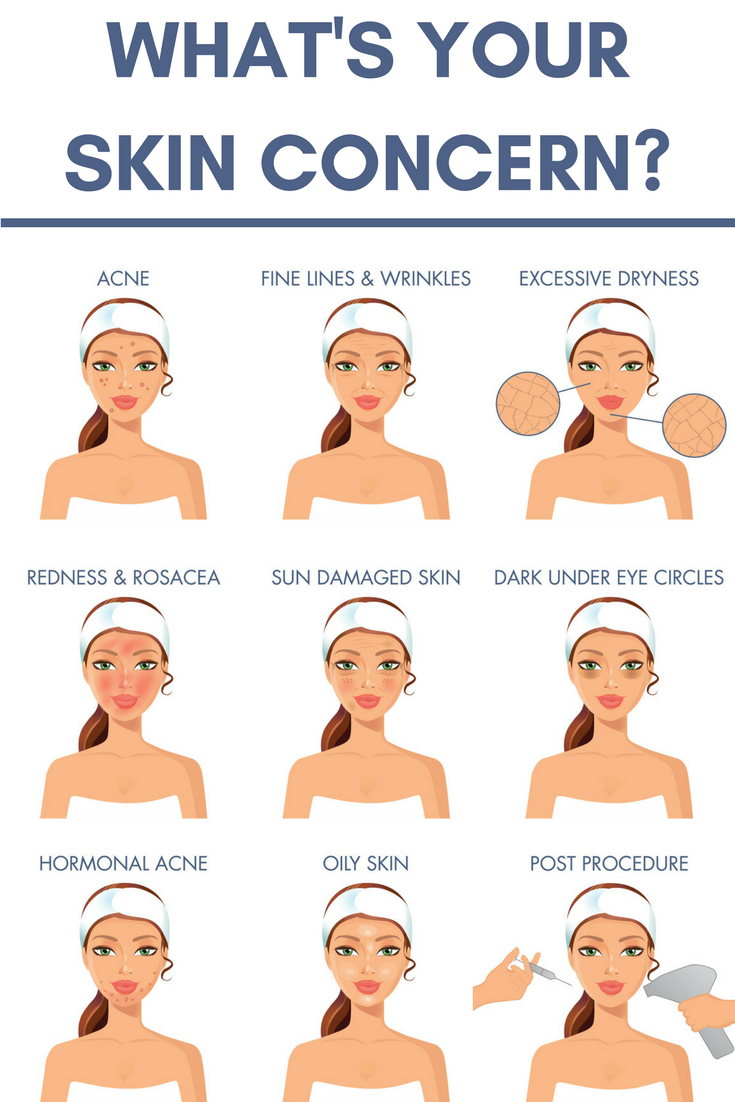 WHAT'S YOUR
SKIN CONCERN?
ACNE
FINE LINES & WRINKLES
EXCESSIVE DRYNESS
REDNESS & ROSACEA
SUN DAMAGED SKIN
DARK UNDER EYE CIRCLES
HORMONAL ACNE
OILY SKIN
POST PROCEDURE